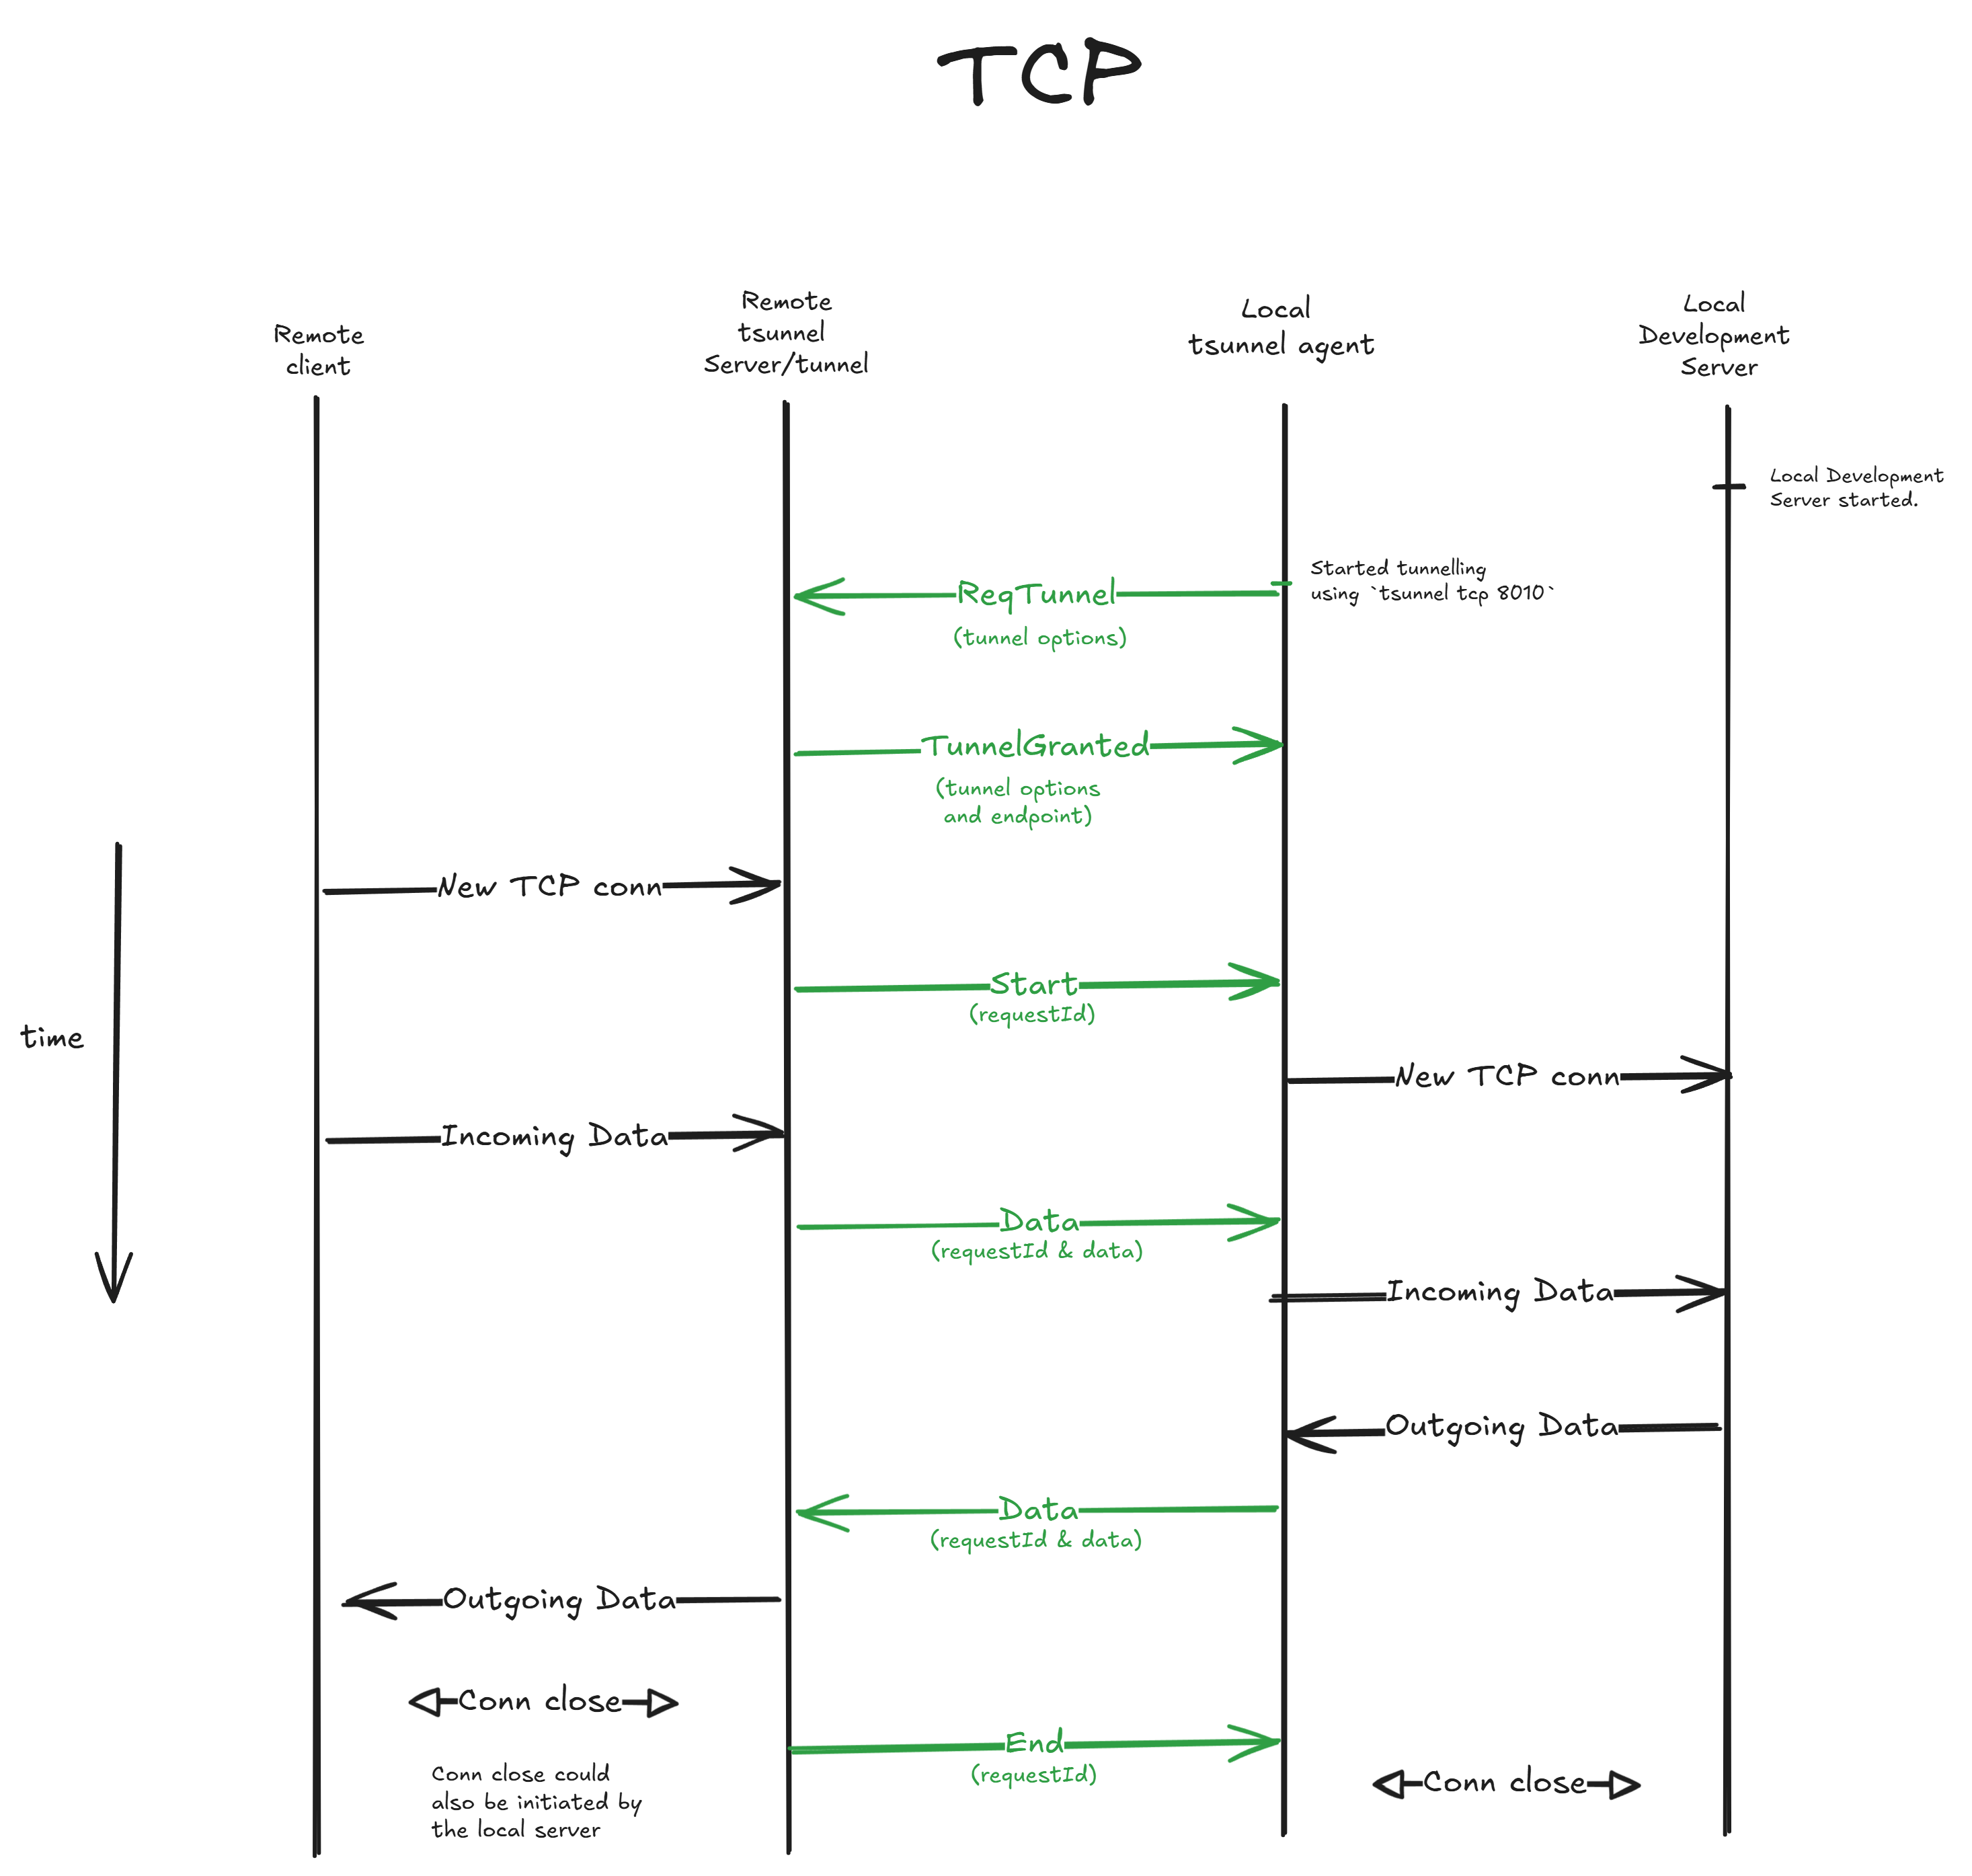 TCP
Remote
client
Remote
tsunnel
Server/tunnel
Local
tsunnel agent
Local
Development
Server
Local Development
Server started.
Started tunnelling
using `tsunnel tcp 8010`
ReqTunnel
(tunnel options)
TunnelGranted
(tunnel options
and endpoint)
New TCP conn
Start
(requestId)
time
New TCP conn
Incoming Data
Data
(requestId & data)
Incoming Data
Outgoing Data
Data
(requestId & data)
Outgoing Data
Conn close
End
(requestId)
Conn close could
also be initiated by
the local server
Conn close